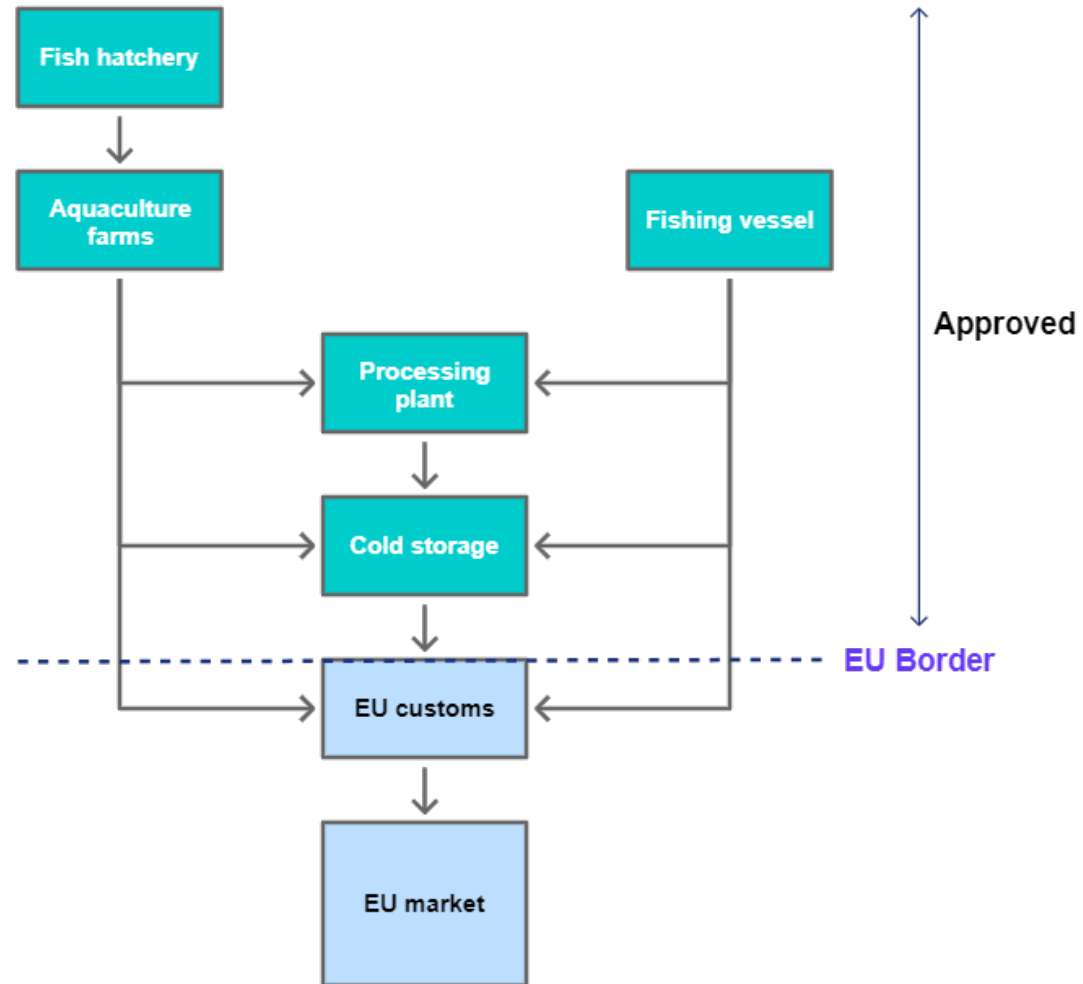 Fish hatchery
Aquaculture
farms
Fishing vessel
Approved
Processing
plant
Cold storage
EU Border
EU customs
EU market